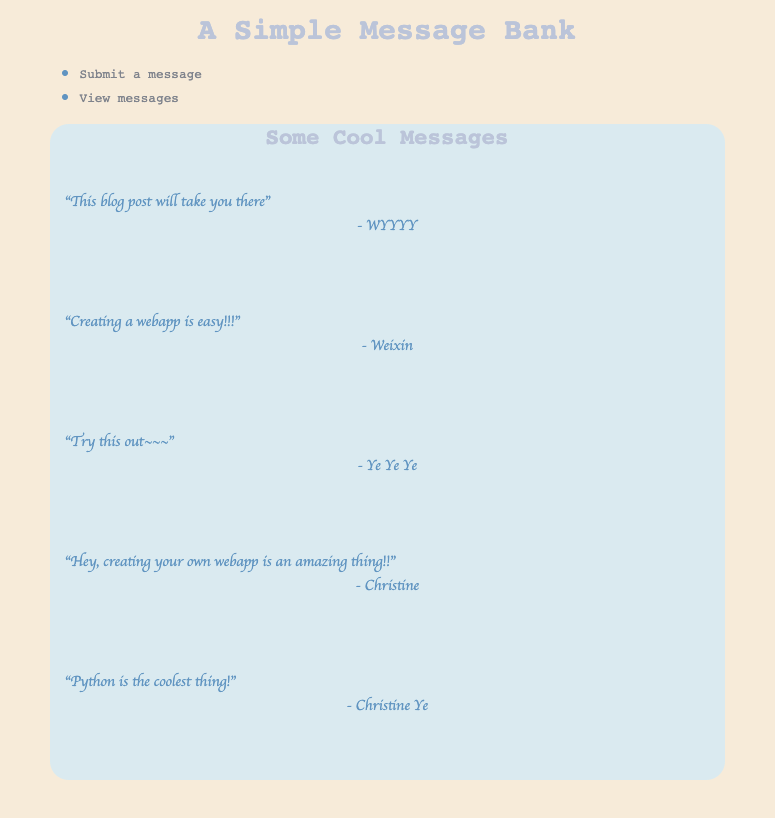 A Simple Message Bank
Submit a message
View messages
Some Cool Messages
“This blog post will take you there”
- WYYYY
“Creating a webapp is easy!!!”
- Weixin
“Try this out~~~”
- Ye Ye Ye
“Hey, creating your own webapp is an amazing thing!!”
- Christine
“Python is the coolest thing!”
- Christine Ye